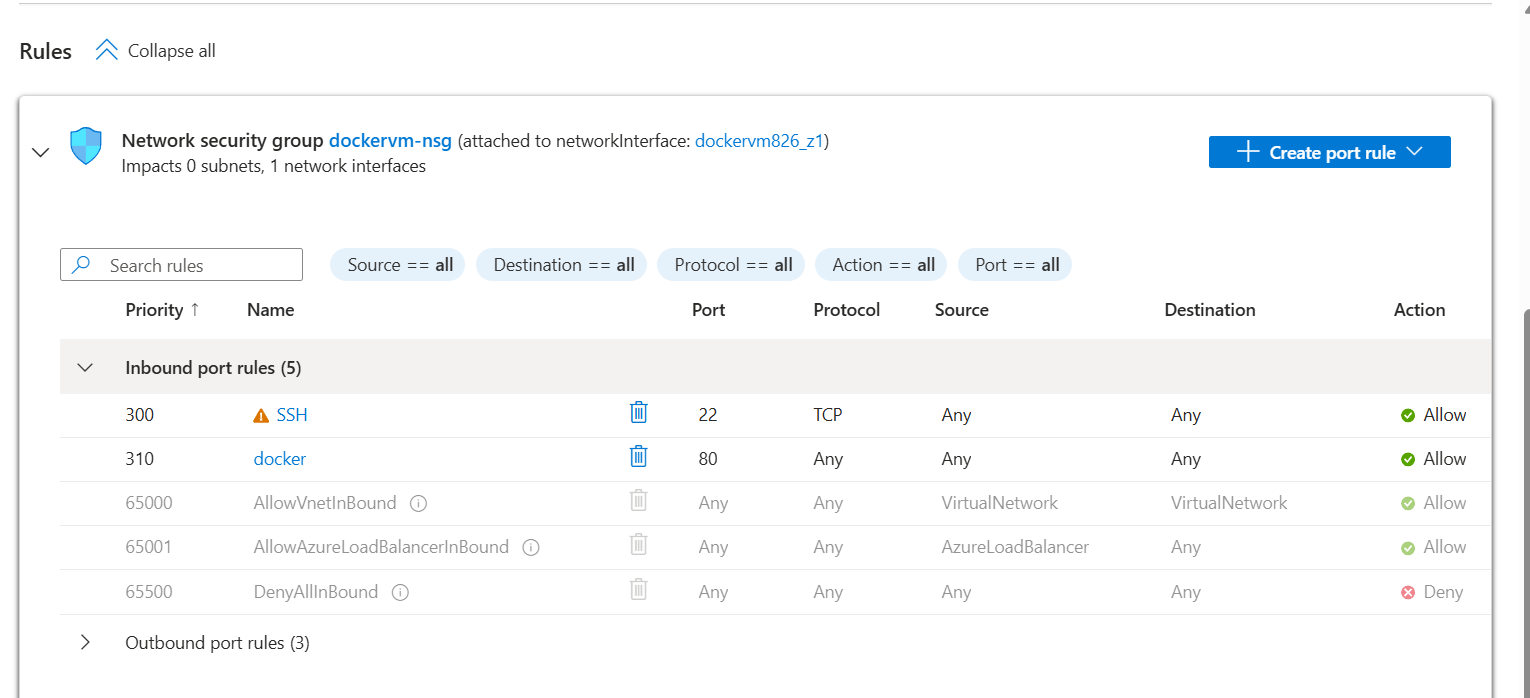 Rules Collapse all
Network security group dockervm-nsg (attached to networkInterface: dockervm826_z1)
Impacts 0 subnets, 1 network interfaces
Create port rule
Search rules Source == all Destination == all Protocol == all Action == all Port == all
Priority ↑ Name Port Protocol Source Destination Action
Inbound port rules (5)
300 SSH 22 TCP Any Any Allow
310 docker 80 Any Any Any Allow
65000 AllowVnetInBound Any Any VirtualNetwork VirtualNetwork Allow
65001 AllowAzureLoadBalancerInBound Any Any AzureLoadBalancer Any Allow
65500 DenyAllInBound Any Any Any Any Deny
Outbound port rules (3)